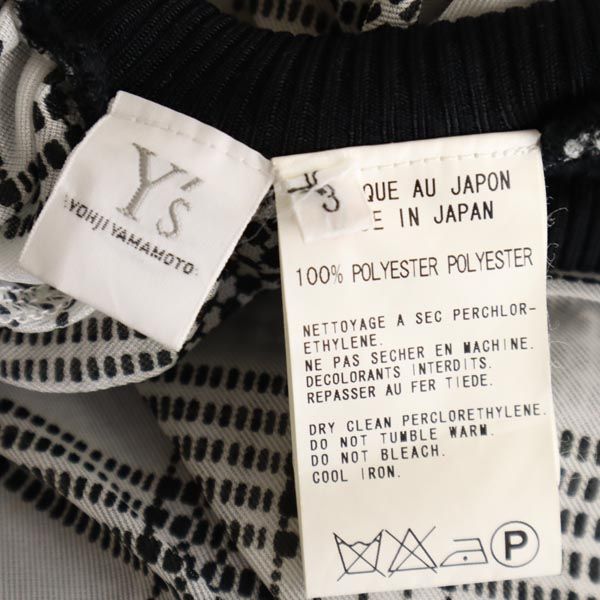 Y's
YOHJI YAMAMOTO
3
QUE AU JAPON
IN JAPAN
100% POLYESTER POLYESTER
NETTOYAGE A SEC PERCHLOR-
ETHYLENE.
NE PAS SECHER EN MACHINE.
DECOLORANTS INTERDITS.
REPASSER AU FER TIEDE.
DRY CLEAN PERCLORETHYLENE.
DO NOT TUMBLE WARM.
DO NOT BLEACH.
COOL IRON.
P